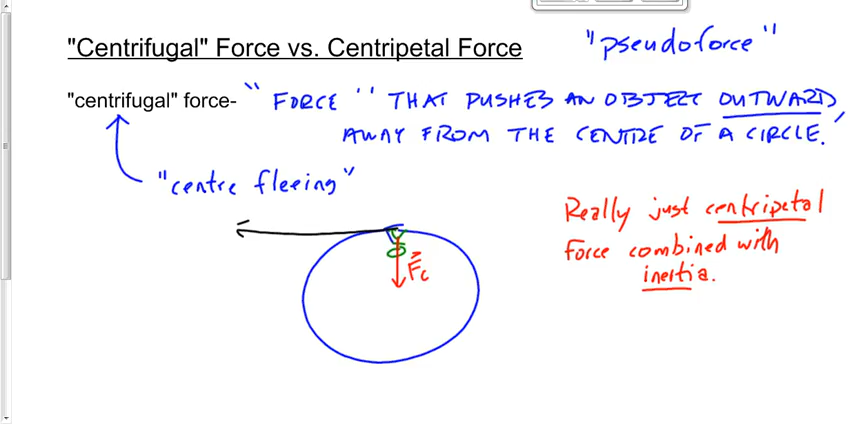 "Centrifugal" Force vs. Centripetal Force
"pseudoforce"
"centrifugal" force- "FORCE" THAT PUSHES AN OBJECT OUTWARD,
AWAY FROM THE CENTRE OF A CIRCLE.
"centre fleeing"
Really just centripetal
force combined with
inertia.
F⃗c